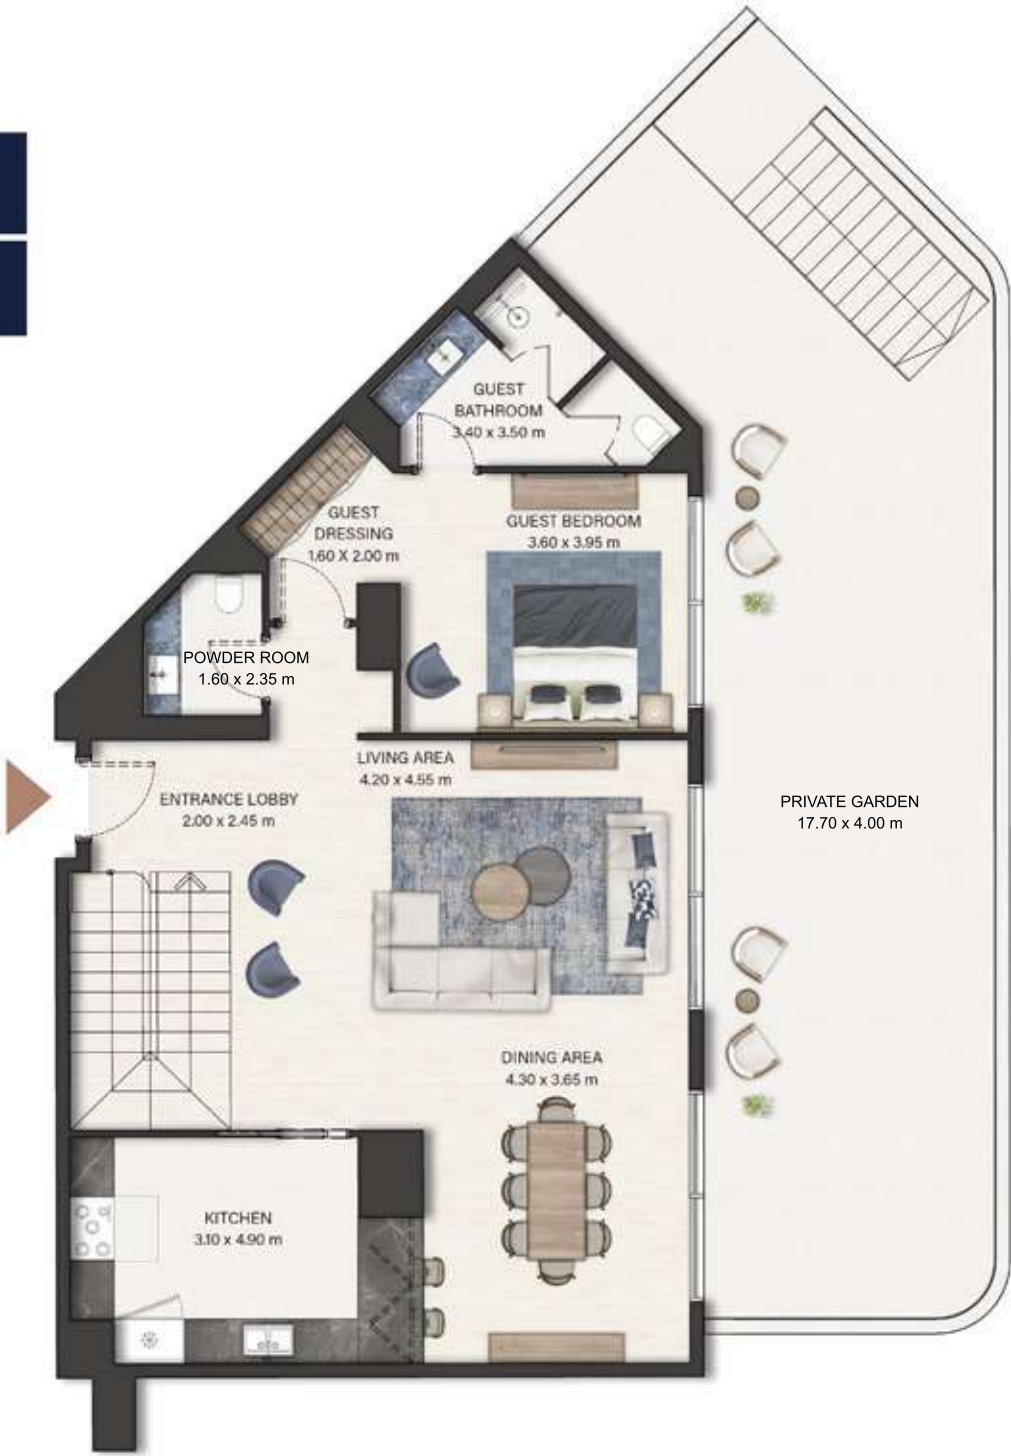 GUEST
BATHROOM
3.40 x 3.50 m
GUEST
DRESSING
1.60 X 2.00 m
GUEST BEDROOM
3.60 x 3.95 m
POWDER ROOM
1.60 x 2.35 m
LIVING AREA
4.20 x 4.55 m
ENTRANCE LOBBY
2.00 x 2.45 m
PRIVATE GARDEN
17.70 x 4.00 m
DINING AREA
4.30 x 3.65 m
KITCHEN
3.10 x 4.90 m